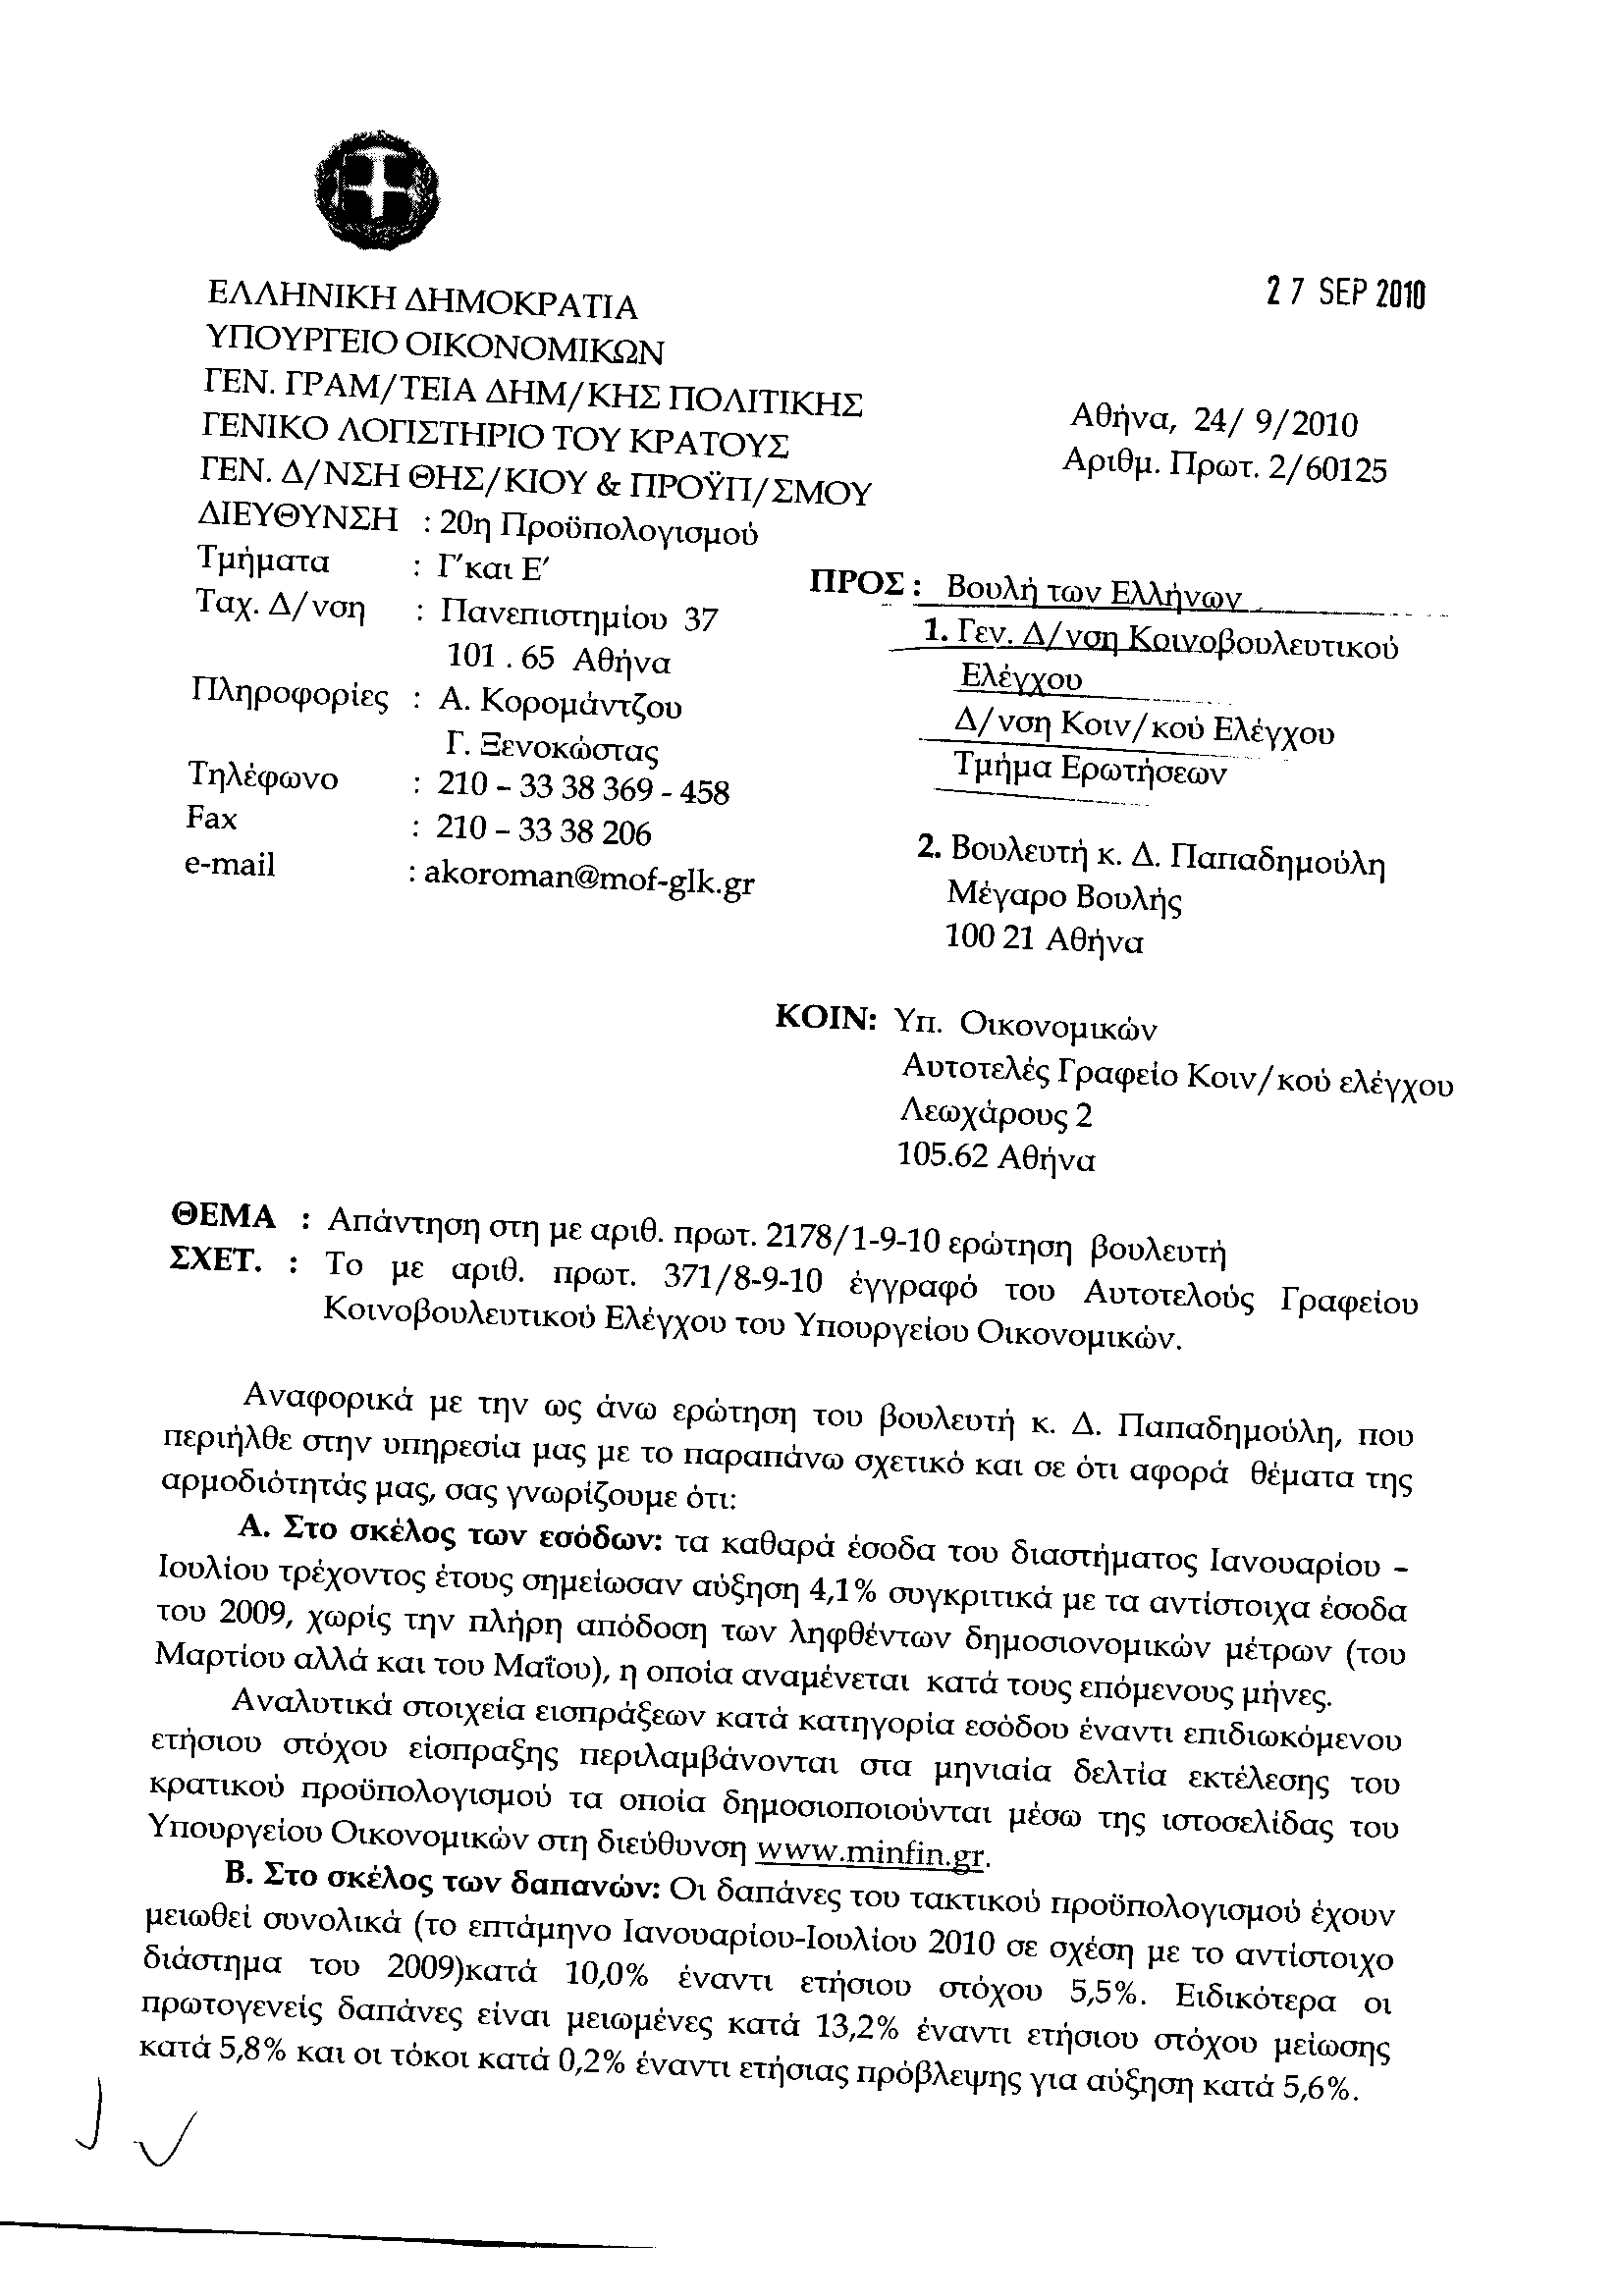 27 SEP 2010
ΕΛΛΗΝΙΚΗ ΔΗΜΟΚΡΑΤΙΑ
ΥΠΟΥΡΓΕΙΟ ΟΙΚΟΝΟΜΙΚΩΝ
ΓΕΝ. ΓΡΑΜ/ΤΕΙΑ ΔΗΜ/ΚΗΣ ΠΟΛΙΤΙΚΗΣ
ΓΕΝΙΚΟ ΛΟΓΙΣΤΗΡΙΟ ΤΟΥ ΚΡΑΤΟΥΣ
ΓΕΝ. Δ/ΝΣΗ ΘΗΣ/ΚΙΟΥ & ΠΡΟΫΠ/ΣΜΟΥ
ΔΙΕΥΘΥΝΣΗ : 20η Προϋπολογισμού
Τμήματα : Γ΄και Ε΄
Ταχ. Δ/νση : Πανεπιστημίου 37
101 . 65 Αθήνα
Πληροφορίες : Α. Κορομάντζου
Γ. Ξενοκώστας
Τηλέφωνο : 210 – 33 38 369 - 458
Fax : 210 – 33 38 206
e-mail : akoroman@mof-glk.gr
Αθήνα, 24/ 9/2010
Αριθμ. Πρωτ. 2/60125
ΠΡΟΣ : Βουλή των Ελλήνων
1. Γεν. Δ/νση Κοινοβουλευτικού
Ελέγχου
Δ/νση Κοιν/κού Ελέγχου
Τμήμα Ερωτήσεων
2. Βουλευτή κ. Δ. Παπαδημούλη
Μέγαρο Βουλής
100 21 Αθήνα
ΚΟΙΝ: Υπ. Οικονομικών
Αυτοτελές Γραφείο Κοιν/κού ελέγχου
Λεωχάρους 2
105.62 Αθήνα
ΘΕΜΑ : Απάντηση στη με αριθ. πρωτ. 2178/1-9-10 ερώτηση βουλευτή
ΣΧΕΤ. : Το με αριθ. πρωτ. 371/8-9-10 έγγραφό του Αυτοτελούς Γραφείου
Κοινοβουλευτικού Ελέγχου του Υπουργείου Οικονομικών.
Αναφορικά με την ως άνω ερώτηση του βουλευτή κ. Δ. Παπαδημούλη, που
περιήλθε στην υπηρεσία μας με το παραπάνω σχετικό και σε ότι αφορά θέματα της
αρμοδιότητάς μας, σας γνωρίζουμε ότι:
Α. Στο σκέλος των εσόδων: τα καθαρά έσοδα του διαστήματος Ιανουαρίου –
Ιουλίου τρέχοντος έτους σημείωσαν αύξηση 4,1% συγκριτικά με τα αντίστοιχα έσοδα
του 2009, χωρίς την πλήρη απόδοση των ληφθέντων δημοσιονομικών μέτρων (του
Μαρτίου αλλά και του Μαΐου), η οποία αναμένεται κατά τους επόμενους μήνες.
Αναλυτικά στοιχεία εισπράξεων κατά κατηγορία εσόδου έναντι επιδιωκόμενου
ετήσιου στόχου είσπραξης περιλαμβάνονται στα μηνιαία δελτία εκτέλεσης του
κρατικού προϋπολογισμού τα οποία δημοσιοποιούνται μέσω της ιστοσελίδας του
Υπουργείου Οικονομικών στη διεύθυνση www.minfin.gr.
Β. Στο σκέλος των δαπανών: Οι δαπάνες του τακτικού προϋπολογισμού έχουν
μειωθεί συνολικά (το επτάμηνο Ιανουαρίου-Ιουλίου 2010 σε σχέση με το αντίστοιχο
διάστημα του 2009)κατά 10,0% έναντι ετήσιου στόχου 5,5%. Ειδικότερα οι
πρωτογενείς δαπάνες είναι μειωμένες κατά 13,2% έναντι ετήσιου στόχου μείωσης
κατά 5,8% και οι τόκοι κατά 0,2% έναντι ετήσιας πρόβλεψης για αύξηση κατά 5,6%.